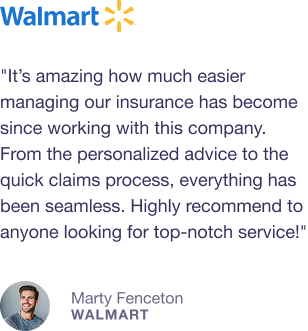 Walmart
"It’s amazing how much easier
managing our insurance has become
since working with this company.
From the personalized advice to the
quick claims process, everything has
been seamless. Highly recommend to
anyone looking for top-notch service!"
Marty Fenceton
WALMART